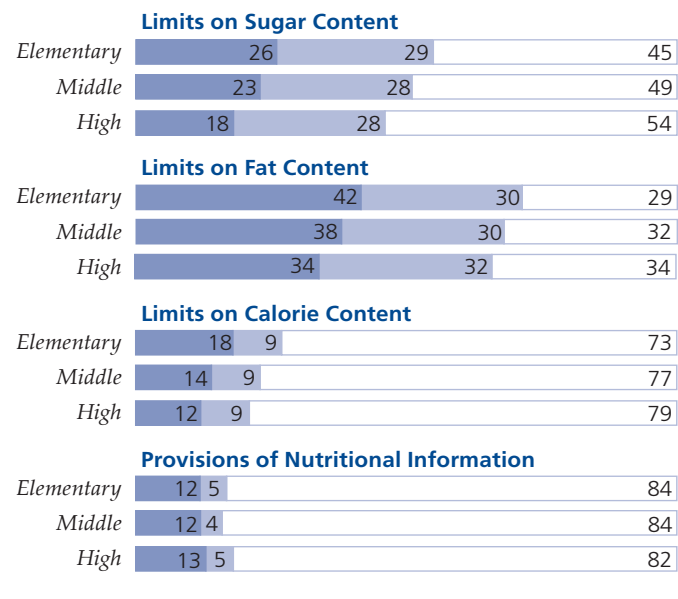 Limits on Sugar Content
Elementary 26 29 45
Middle 23 28 49
High 18 28 54
Limits on Fat Content
Elementary 42 30 29
Middle 38 30 32
High 34 32 34
Limits on Calorie Content
Elementary 18 9 73
Middle 14 9 77
High 12 9 79
Provisions of Nutritional Information
Elementary 12 5 84
Middle 12 4 84
High 13 5 82